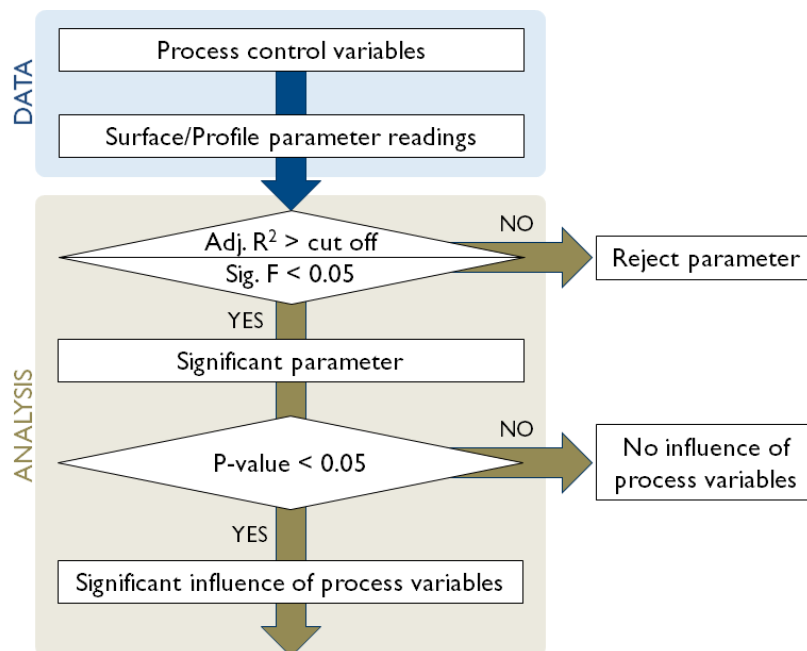 DATA
Process control variables
Surface/Profile parameter readings
ANALYSIS
Adj. R² > cut off
Sig. F < 0.05
NO
Reject parameter
YES
Significant parameter
P-value < 0.05
NO
No influence of
process variables
YES
Significant influence of process variables